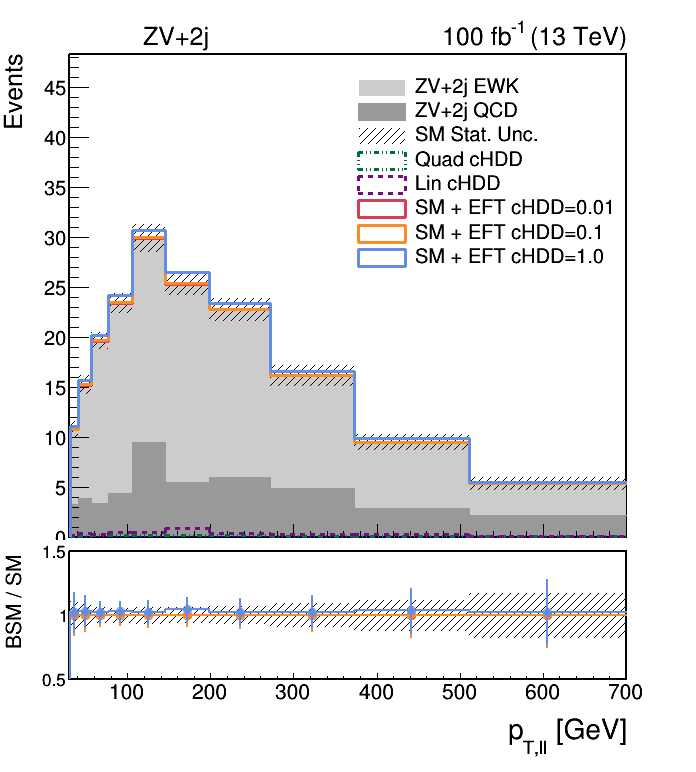 ZV+2j
100 fb-1 (13 TeV)
Events
45
40
35
30
25
20
15
10
5
0
ZV+2j EWK
ZV+2j QCD
SM Stat. Unc.
Quad cHDD
Lin cHDD
SM + EFT cHDD=0.01
SM + EFT cHDD=0.1
SM + EFT cHDD=1.0
BSM / SM
1.5
1
0.5
100 200 300 400 500 600 700
pT,ll [GeV]